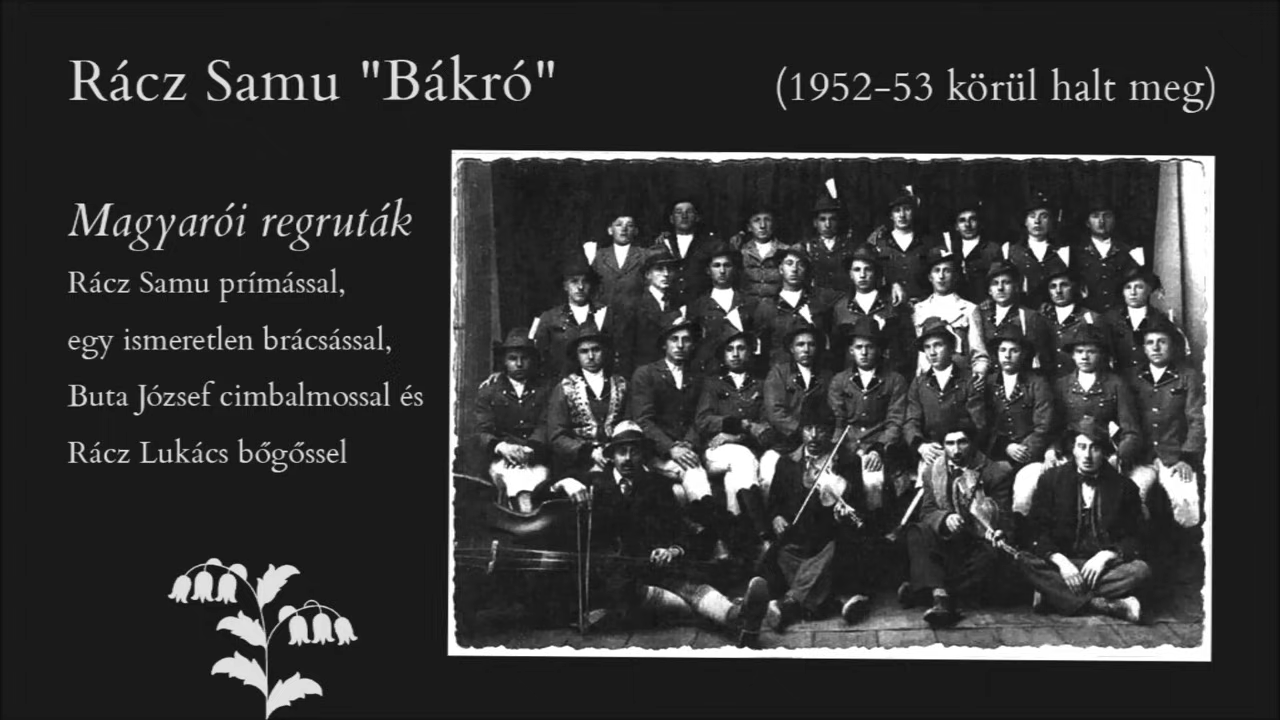 Rácz Samu "Bákró"
(1952-53 körül halt meg)
Magyarói regruták
Rácz Samu prímással,
egy ismeretlen brácsással,
Buta József cimbalmossal és
Rácz Lukács bőgőssel